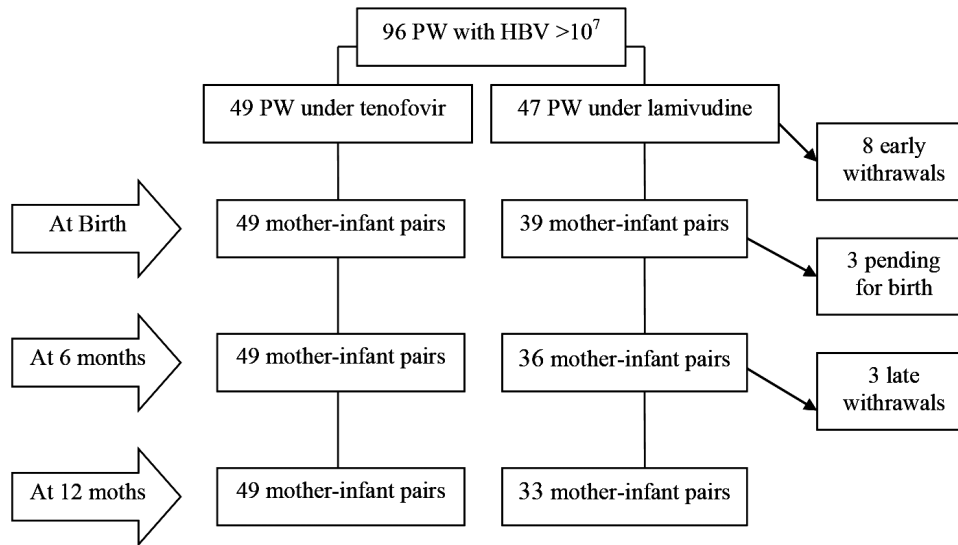 96 PW with HBV >10⁷
49 PW under tenofovir
47 PW under lamivudine
8 early
withrawals
At Birth
49 mother-infant pairs
39 mother-infant pairs
3 pending
for birth
At 6 months
49 mother-infant pairs
36 mother-infant pairs
3 late
withrawals
At 12 moths
49 mother-infant pairs
33 mother-infant pairs